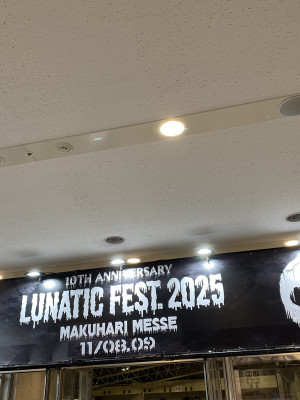 10TH ANNIVERSARY
LUNATIC FEST. 2025
MAKUHARI MESSE
11/08.09